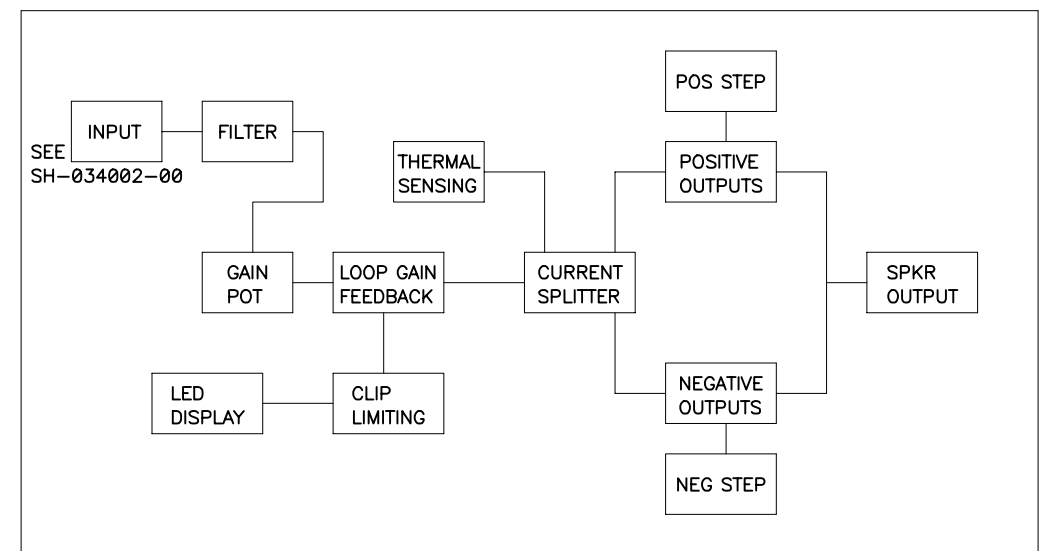 POS STEP
INPUT
FILTER
SEE
SH-034002-00
THERMAL
SENSING
POSITIVE
OUTPUTS
GAIN
POT
LOOP GAIN
FEEDBACK
CURRENT
SPLITTER
SPKR
OUTPUT
LED
DISPLAY
CLIP
LIMITING
NEGATIVE
OUTPUTS
NEG STEP